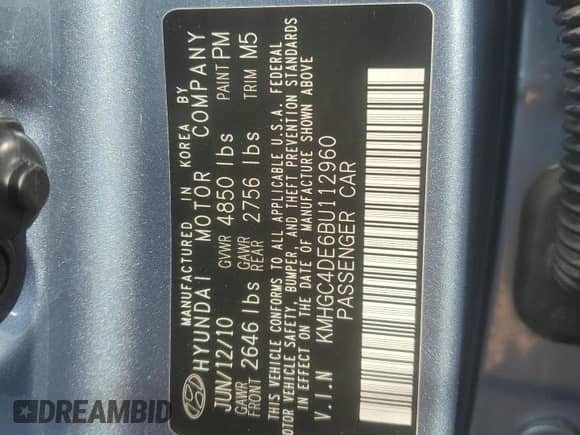 MANUFACTURED IN KOREA BY
HYUNDAI MOTOR COMPANY
JUN/12/10 GVWR 4850 lbs PAINT PM
GAWR FRONT 2646 lbs GAWR REAR 2756 lbs TRIM M5
THIS VEHICLE CONFORMS TO ALL APPLICABLE U.S.A. FEDERAL
MOTOR VEHICLE SAFETY, BUMPER, AND THEFT PREVENTION STANDARDS
IN EFFECT ON THE DATE OF MANUFACTURE SHOWN ABOVE
V.I.N KMHGC4DE6BU112960
PASSENGER CAR
DREAMBID